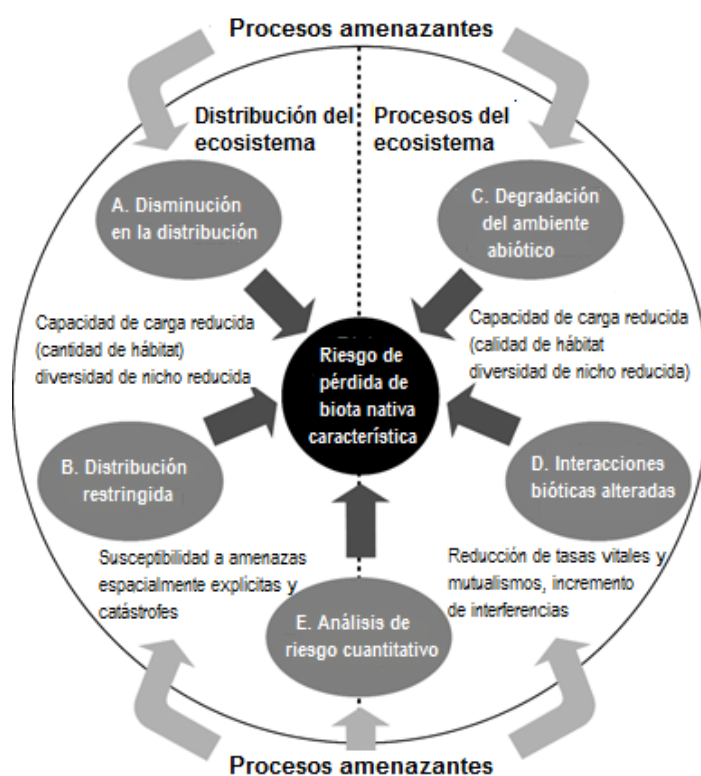 Procesos amenazantes
Distribución del
ecosistema
Procesos del
ecosistema
A. Disminución
en la distribución
C. Degradación
del ambiente
abiótico
Capacidad de carga reducida
(cantidad de hábitat)
diversidad de nicho reducida
Riesgo de
pérdida de
biota nativa
característica
Capacidad de carga reducida
(calidad de hábitat
diversidad de nicho reducida)
B. Distribución
restringida
D. Interacciones
bióticas alteradas
Susceptibilidad a amenazas
espacialmente explícitas y
catástrofes
Reducción de tasas vitales y
mutualismos, incremento
de interferencias
E. Análisis de
riesgo cuantitativo
Procesos amenazantes